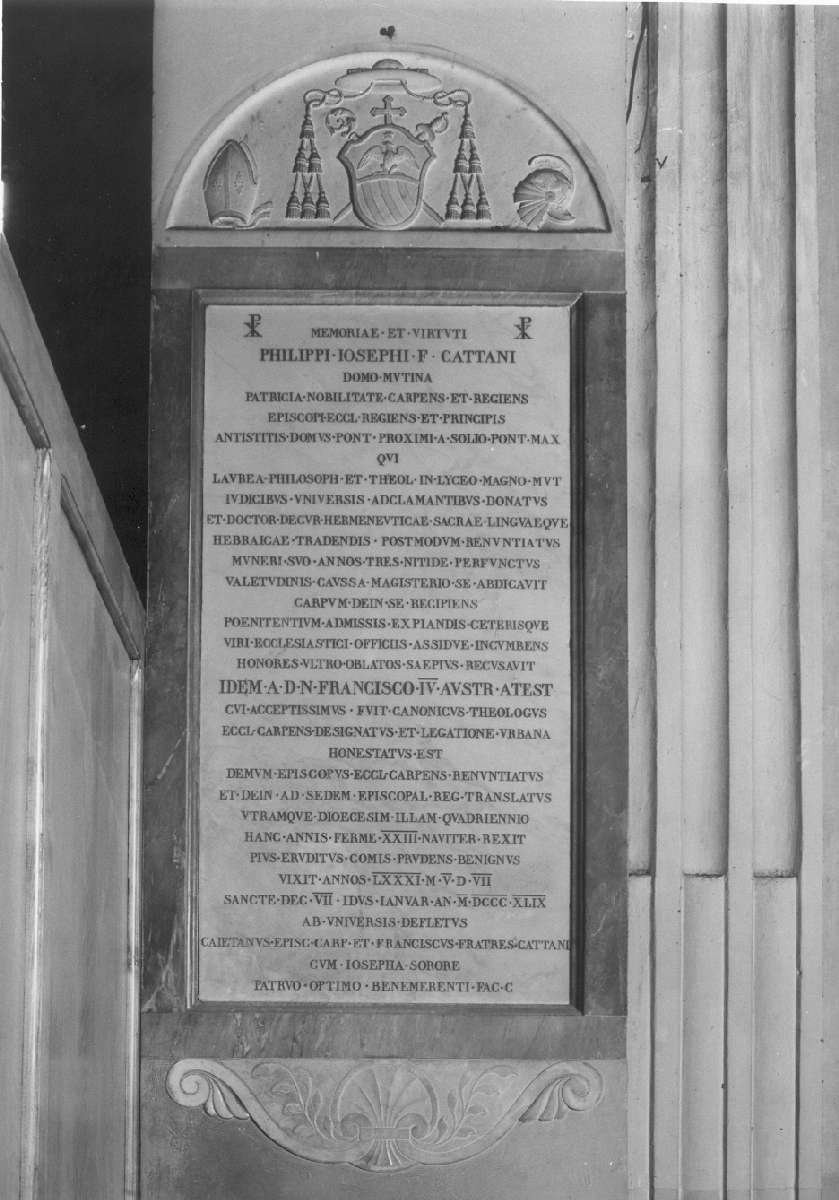 ☧ MEMORIAE·ET·VIRTVTI ☧
PHILIPPI·IOSEPHI·F·CATTANI
DOMO·MVTINA
PATRICIA·NOBILITATE·CARPENS·ET·REGIENS
EPISCOPI·ECCL·REGIENS·ET·PRINCIPIS
ANTISTITIS·DOMVS·PONT·PROXIMI·A·SOLIO·PONT·MAX
QVI
LAVREA·PHILOSOPH·ET·THEOL·IN·LYCEO·MAGNO·MVT
IVDICIBVS·VNIVERSIS·ADCLAMANTIBVS·DONATVS
ET·DOCTOR·DECVR·HERMENEVTICAE·SACRAE·LINGVAEQVE
HEBRAICAE·TRADENDIS·POSTMODVM·RENVNTIATVS
MVNERI·SVO·ANNOS·TRES·NITIDE·PERFVNCTVS
VALETVDINIS·CAVSSA·MAGISTERIO·SE·ABDICAVIT
CARPVM·DEIN·SE·RECIPIENS
POENITENTIVM·ADMISSIS·EXPIANDIS·CETERISQVE
VIRI·ECCLESIASTICI·OFFICIIS·ASSIDVE·INCVMBENS
HONORES·VLTRO·OBLATOS·SAEPIVS·RECVSAVIT
IDEM·A·D·N·FRANCISCO·IV·AVSTR·ATEST
CVI·ACCEPTISSIMVS·FVIT·CANONICVS·THEOLOGVS
ECCL·CARPENS·DESIGNATVS·ET·LEGATIONE·VRBANA
HONESTATVS·EST
DEMVM·EPISCOPVS·ECCL·CARPENS·RENVNTIATVS
ET·DEIN·AD·SEDEM·EPISCOPAL·REG·TRANSLATVS
VTRAMQVE·DIOECESIM·ILLAM·QVADRIENNIO
HANC·ANNIS·FERME·XXIII·NAVITER·REXIT
PIVS·ERVDITVS·COMIS·PRVDENS·BENIGNVS
VIXIT·ANNOS·LXXXI·M·V·D·VII
SANCTE·DEC·VII·IDVS·IANVAR·AN·M·DCCC·XLIX
AB·VNIVERSIS·DEFLETVS
CAIETANVS·EPISC·CARP·ET·FRANCISCVS·FRATRES·CATTANI
CVM·IOSEPHA·SORORE
PATRVO·OPTIMO·BENEMERENTI·FAC·C